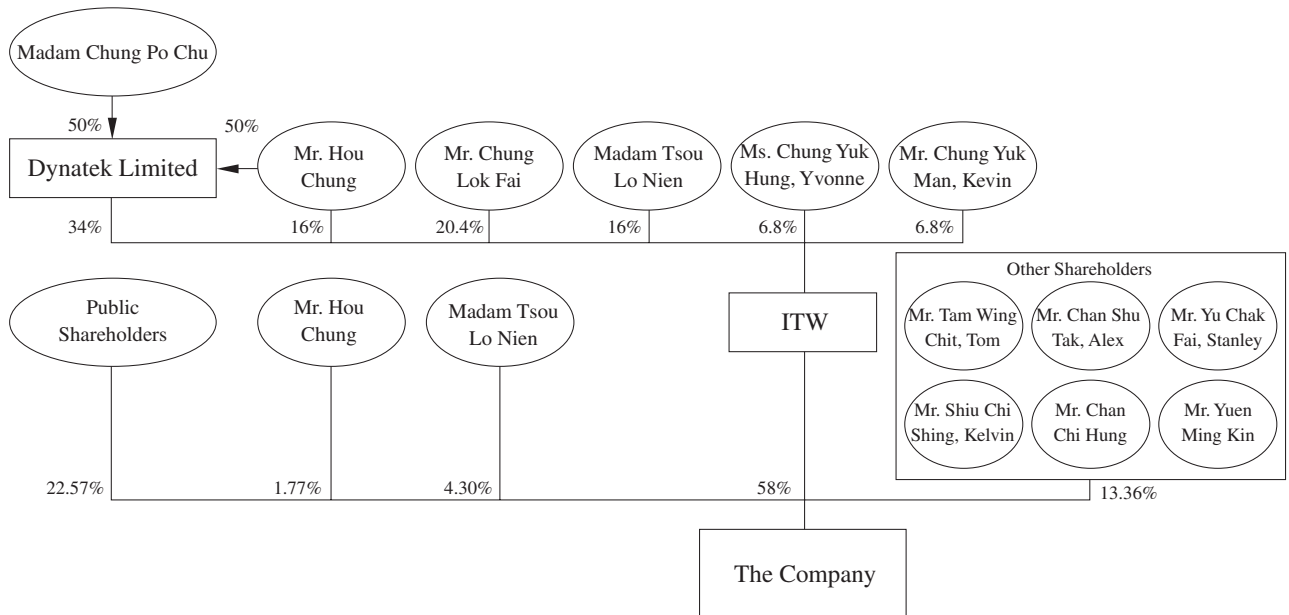 Madam Chung Po Chu
50%
50%
Dynatek Limited
Mr. Hou
Chung
Mr. Chung
Lok Fai
Madam Tsou
Lo Nien
Ms. Chung Yuk
Hung, Yvonne
Mr. Chung Yuk
Man, Kevin
34%
16%
20.4%
16%
6.8%
6.8%
Public
Shareholders
Mr. Hou
Chung
Madam Tsou
Lo Nien
ITW
Other Shareholders
Mr. Tam Wing
Chit, Tom
Mr. Chan Shu
Tak, Alex
Mr. Yu Chak
Fai, Stanley
Mr. Shiu Chi
Shing, Kelvin
Mr. Chan
Chi Hung
Mr. Yuen
Ming Kin
22.57%
1.77%
4.30%
58%
13.36%
The Company